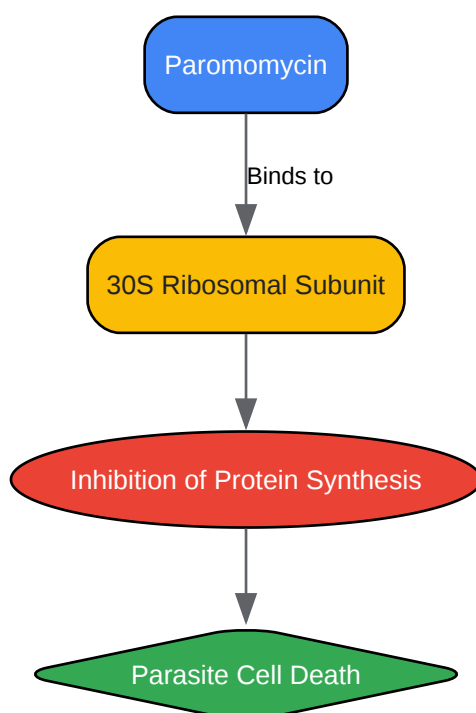 Paromomycin
Binds to
30S Ribosomal Subunit
Inhibition of Protein Synthesis
Parasite Cell Death